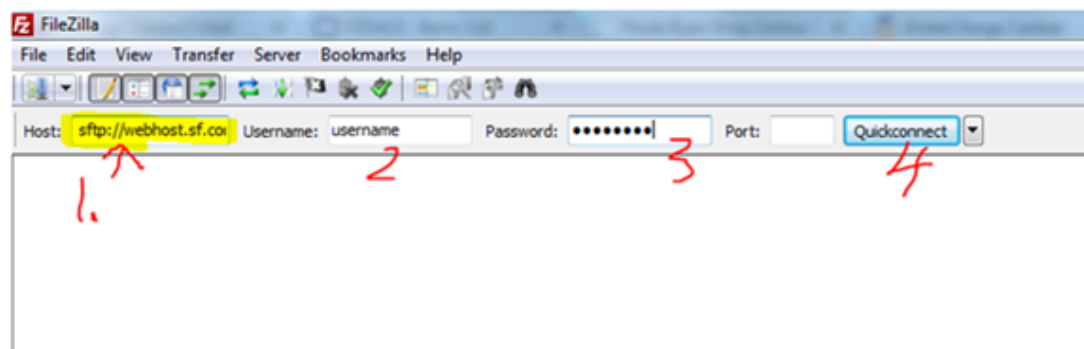 FileZilla
File Edit View Transfer Server Bookmarks Help
Host: sftp://webhost.sf.co Username: username Password: ●●●●●●●● Port: Quickconnect
1. 2 3 4